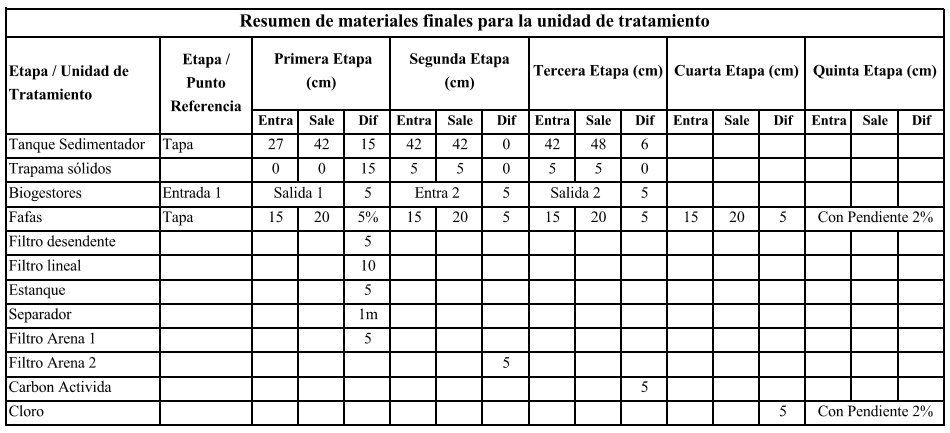 Resumen de materiales finales para la unidad de tratamiento
Etapa / Unidad de Tratamiento Etapa / Punto Referencia Primera Etapa (cm) Segunda Etapa (cm) Tercera Etapa (cm) Cuarta Etapa (cm) Quinta Etapa (cm)
Entra Sale Dif Entra Sale Dif Entra Sale Dif Entra Sale Dif Entra Sale Dif
Tanque Sedimentador Tapa 27 42 15 42 42 0 42 48 6
Trapama sólidos 0 0 15 5 5 0 5 5 0
Biogestores Entrada 1 Salida 1 5 Entra 2 5 Salida 2 5
Fafas Tapa 15 20 5% 15 20 5 15 20 5 15 20 5 Con Pendiente 2%
Filtro desendente 5
Filtro lineal 10
Estanque 5
Separador 1m
Filtro Arena 1 5
Filtro Arena 2 5
Carbon Activida 5
Cloro 5 Con Pendiente 2%